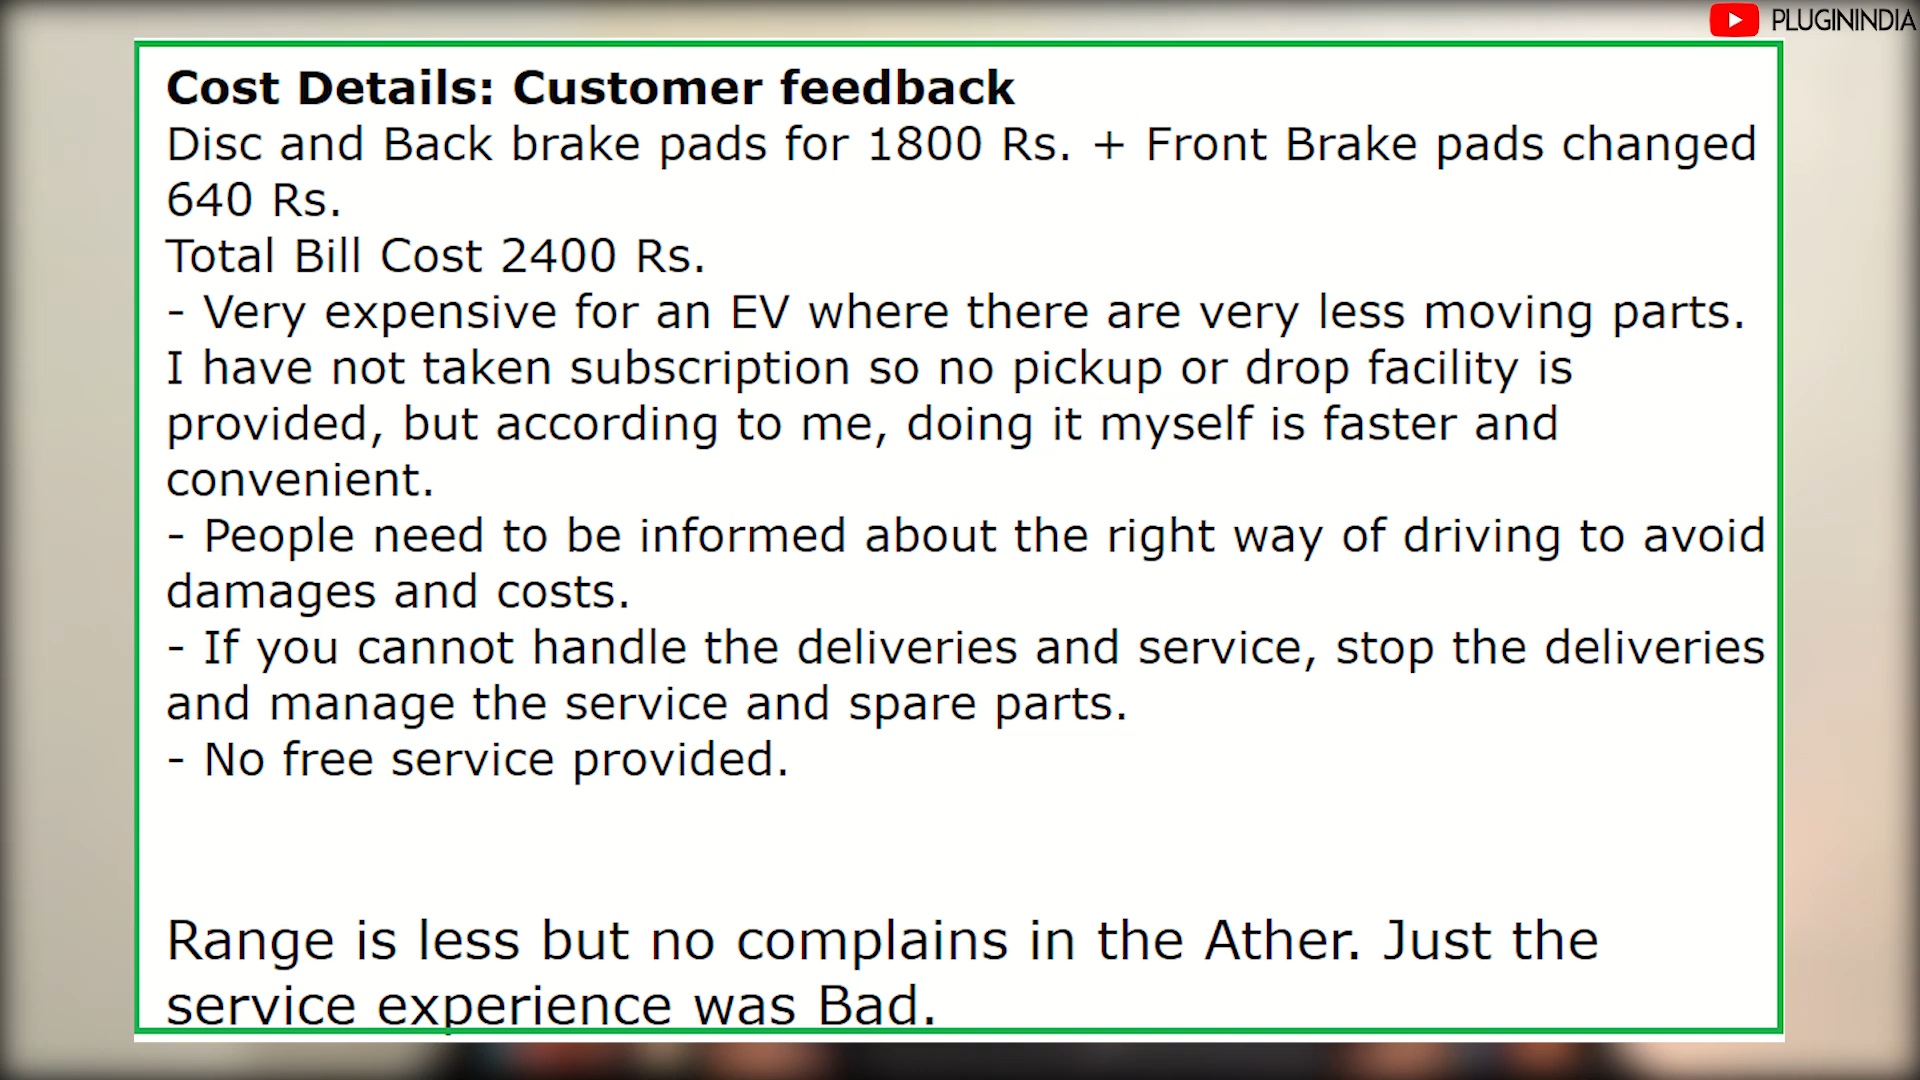 PLUGININDIA
Cost Details: Customer feedback
Disc and Back brake pads for 1800 Rs. + Front Brake pads changed
640 Rs.
Total Bill Cost 2400 Rs.
- Very expensive for an EV where there are very less moving parts.
I have not taken subscription so no pickup or drop facility is
provided, but according to me, doing it myself is faster and
convenient.
- People need to be informed about the right way of driving to avoid
damages and costs.
- If you cannot handle the deliveries and service, stop the deliveries
and manage the service and spare parts.
- No free service provided.
Range is less but no complains in the Ather. Just the
service experience was Bad.